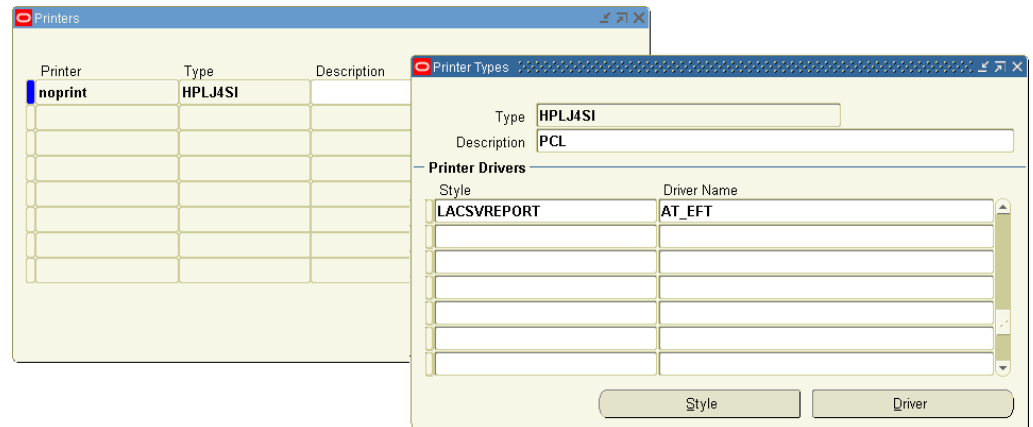 Printers
Printer Type Description
noprint HPLJ4SI
Printer Types
Type HPLJ4SI
Description PCL
Printer Drivers
Style Driver Name
LACSVREPORT AT_EFT
Style Driver